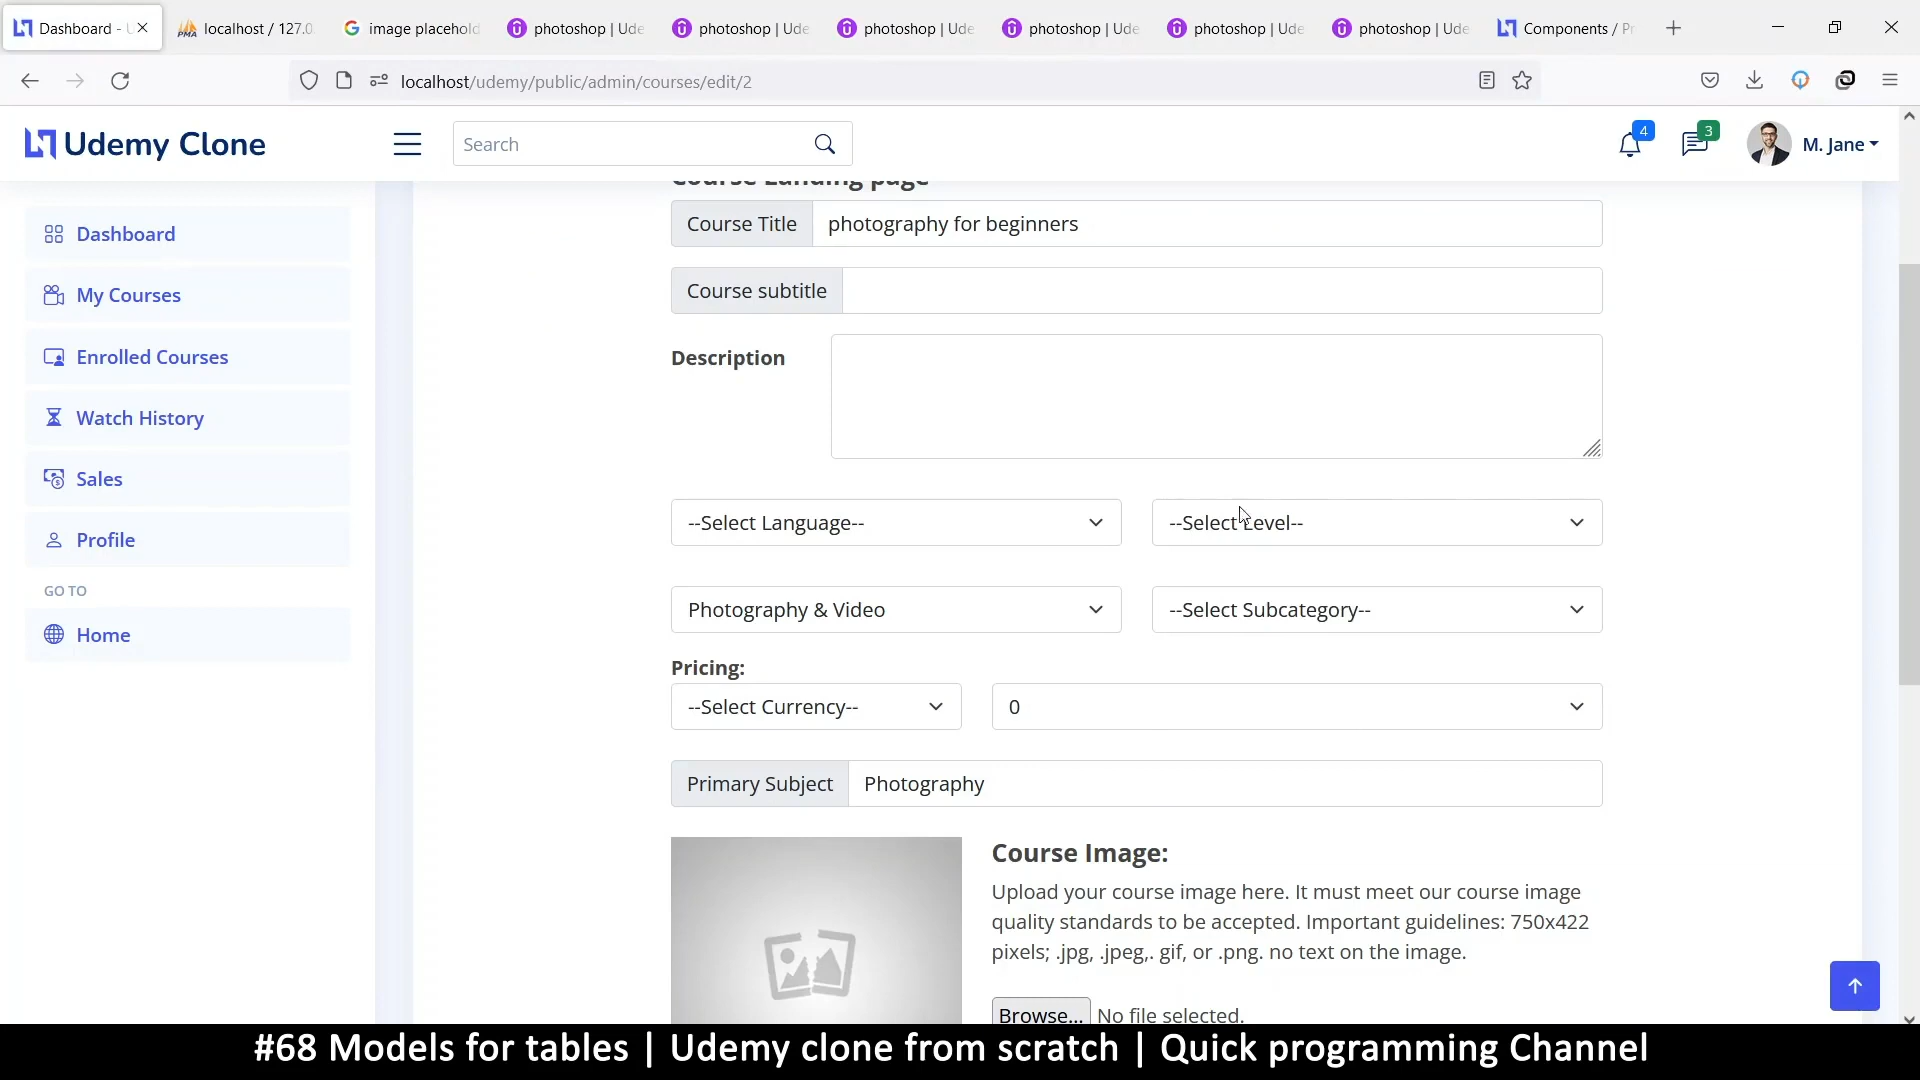 Dashboard - U
localhost / 127.0.
image placehold
photoshop | Ude
photoshop | Ude
photoshop | Ude
photoshop | Ude
photoshop | Ude
photoshop | Ude
Components / Pr
localhost/udemy/public/admin/courses/edit/2
Udemy Clone
Search
4
3
M. Jane
Dashboard
My Courses
Enrolled Courses
Watch History
Sales
Profile
GO TO
Home
Course Landing page
Course Title photography for beginners
Course subtitle
Description
--Select Language-- --Select Level--
Photography & Video --Select Subcategory--
Pricing:
--Select Currency-- 0
Primary Subject Photography
Course Image:
Upload your course image here. It must meet our course image
quality standards to be accepted. Important guidelines: 750x422
pixels; .jpg, .jpeg,. gif, or .png. no text on the image.
Browse... No file selected.
#68 Models for tables | Udemy clone from scratch | Quick programming Channel